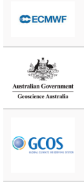 ECMWF
Australian Government
Geoscience Australia
GCOS